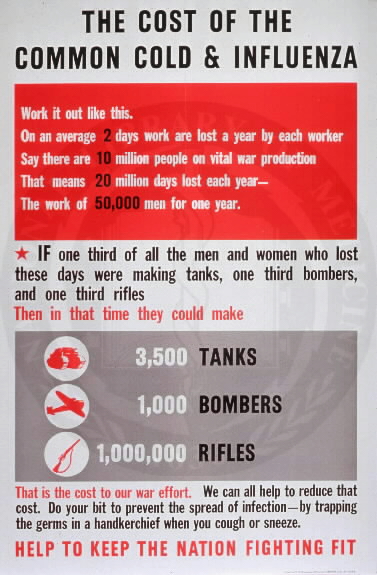 THE COST OF THE
COMMON COLD & INFLUENZA
Work it out like this.
On an average 2 days work are lost a year by each worker
Say there are 10 million people on vital war production
That means 20 million days lost each year—
The work of 50,000 men for one year.
★ IF one third of all the men and women who lost
these days were making tanks, one third bombers,
and one third rifles
Then in that time they could make
3,500 TANKS
1,000 BOMBERS
1,000,000 RIFLES
That is the cost to our war effort. We can all help to reduce that
cost. Do your bit to prevent the spread of infection—by trapping
the germs in a handkerchief when you cough or sneeze.
HELP TO KEEP THE NATION FIGHTING FIT